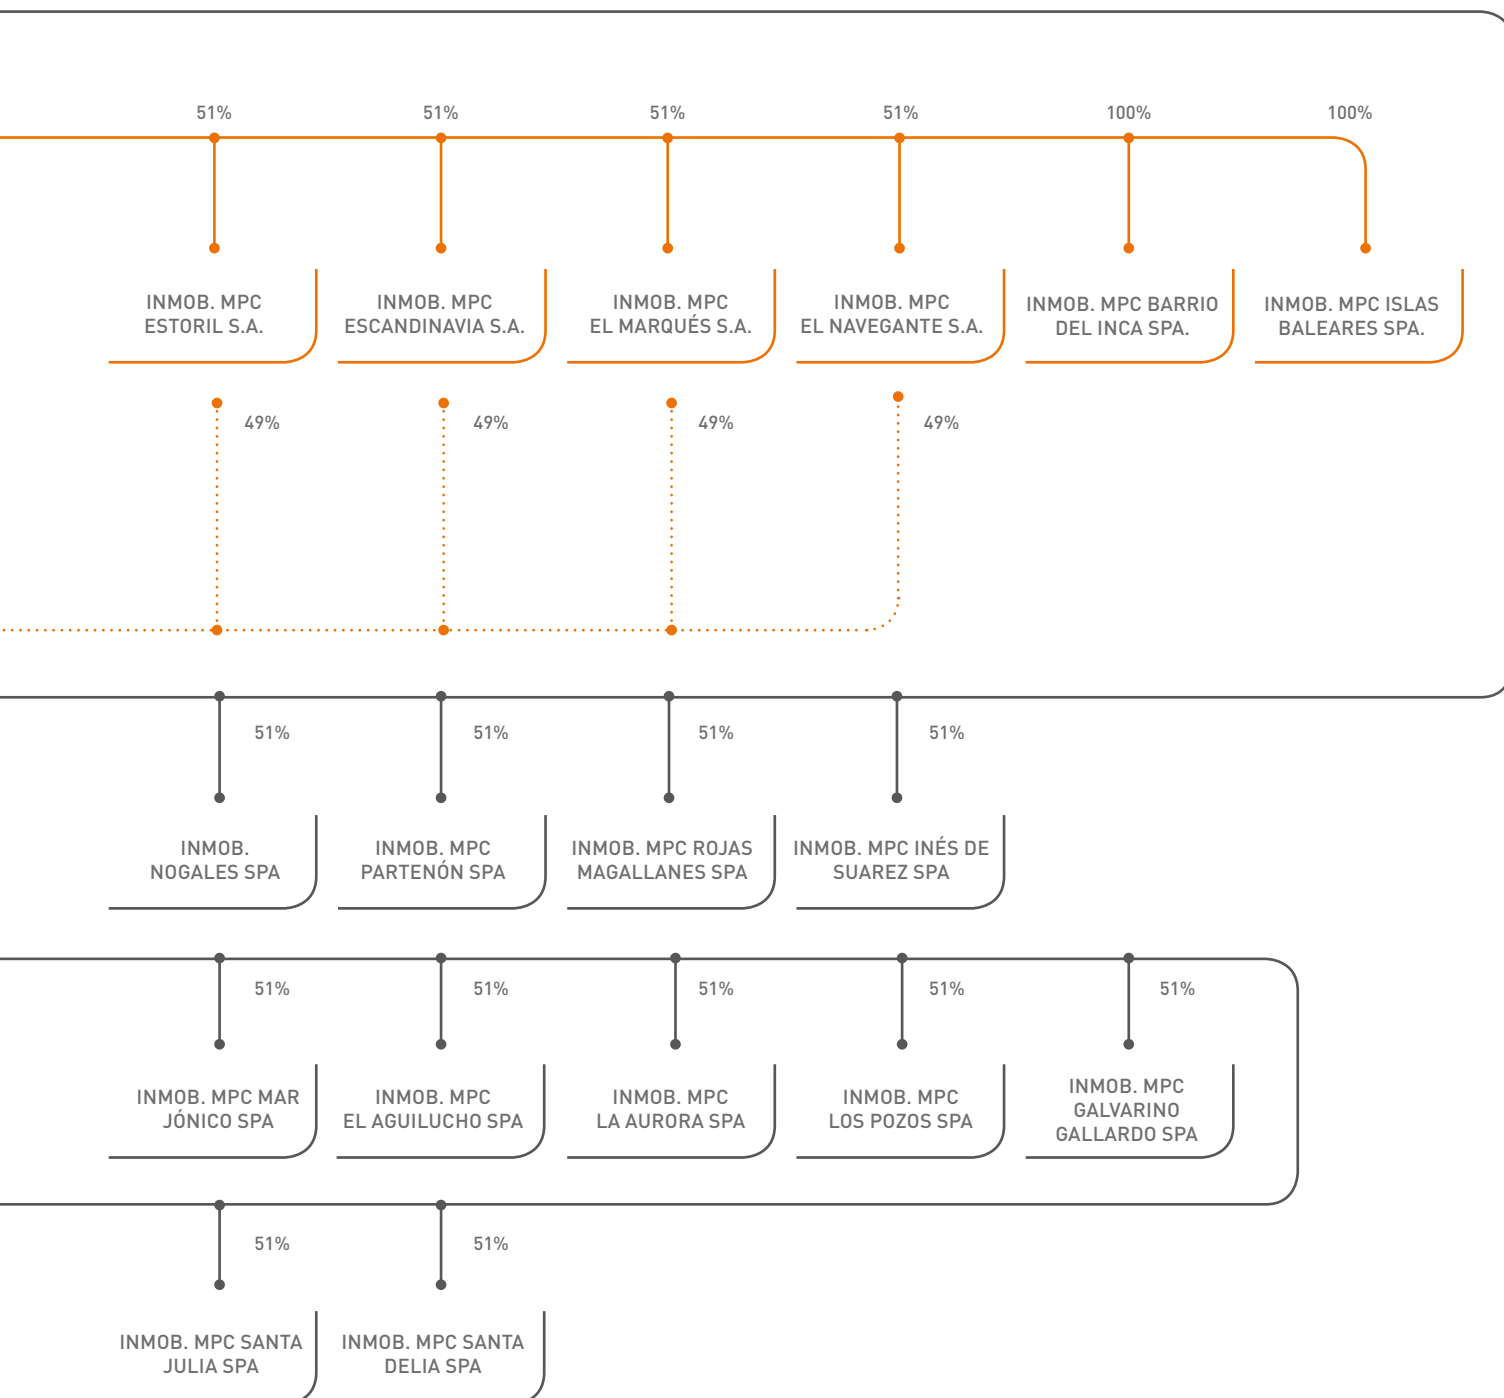 51% 51% 51% 51% 100% 100%
INMOB. MPC
ESTORIL S.A.
INMOB. MPC
ESCANDINAVIA S.A.
INMOB. MPC
EL MARQUÉS S.A.
INMOB. MPC
EL NAVEGANTE S.A.
INMOB. MPC BARRIO
DEL INCA SPA.
INMOB. MPC ISLAS
BALEARES SPA.
49% 49% 49% 49%
51% 51% 51% 51%
INMOB.
NOGALES SPA
INMOB. MPC
PARTENÓN SPA
INMOB. MPC ROJAS
MAGALLANES SPA
INMOB. MPC INÉS DE
SUAREZ SPA
51% 51% 51% 51% 51%
INMOB. MPC MAR
JÓNICO SPA
INMOB. MPC
EL AGUILUCHO SPA
INMOB. MPC
LA AURORA SPA
INMOB. MPC
LOS POZOS SPA
INMOB. MPC
GALVARINO
GALLARDO SPA
51% 51%
INMOB. MPC SANTA
JULIA SPA
INMOB. MPC SANTA
DELIA SPA